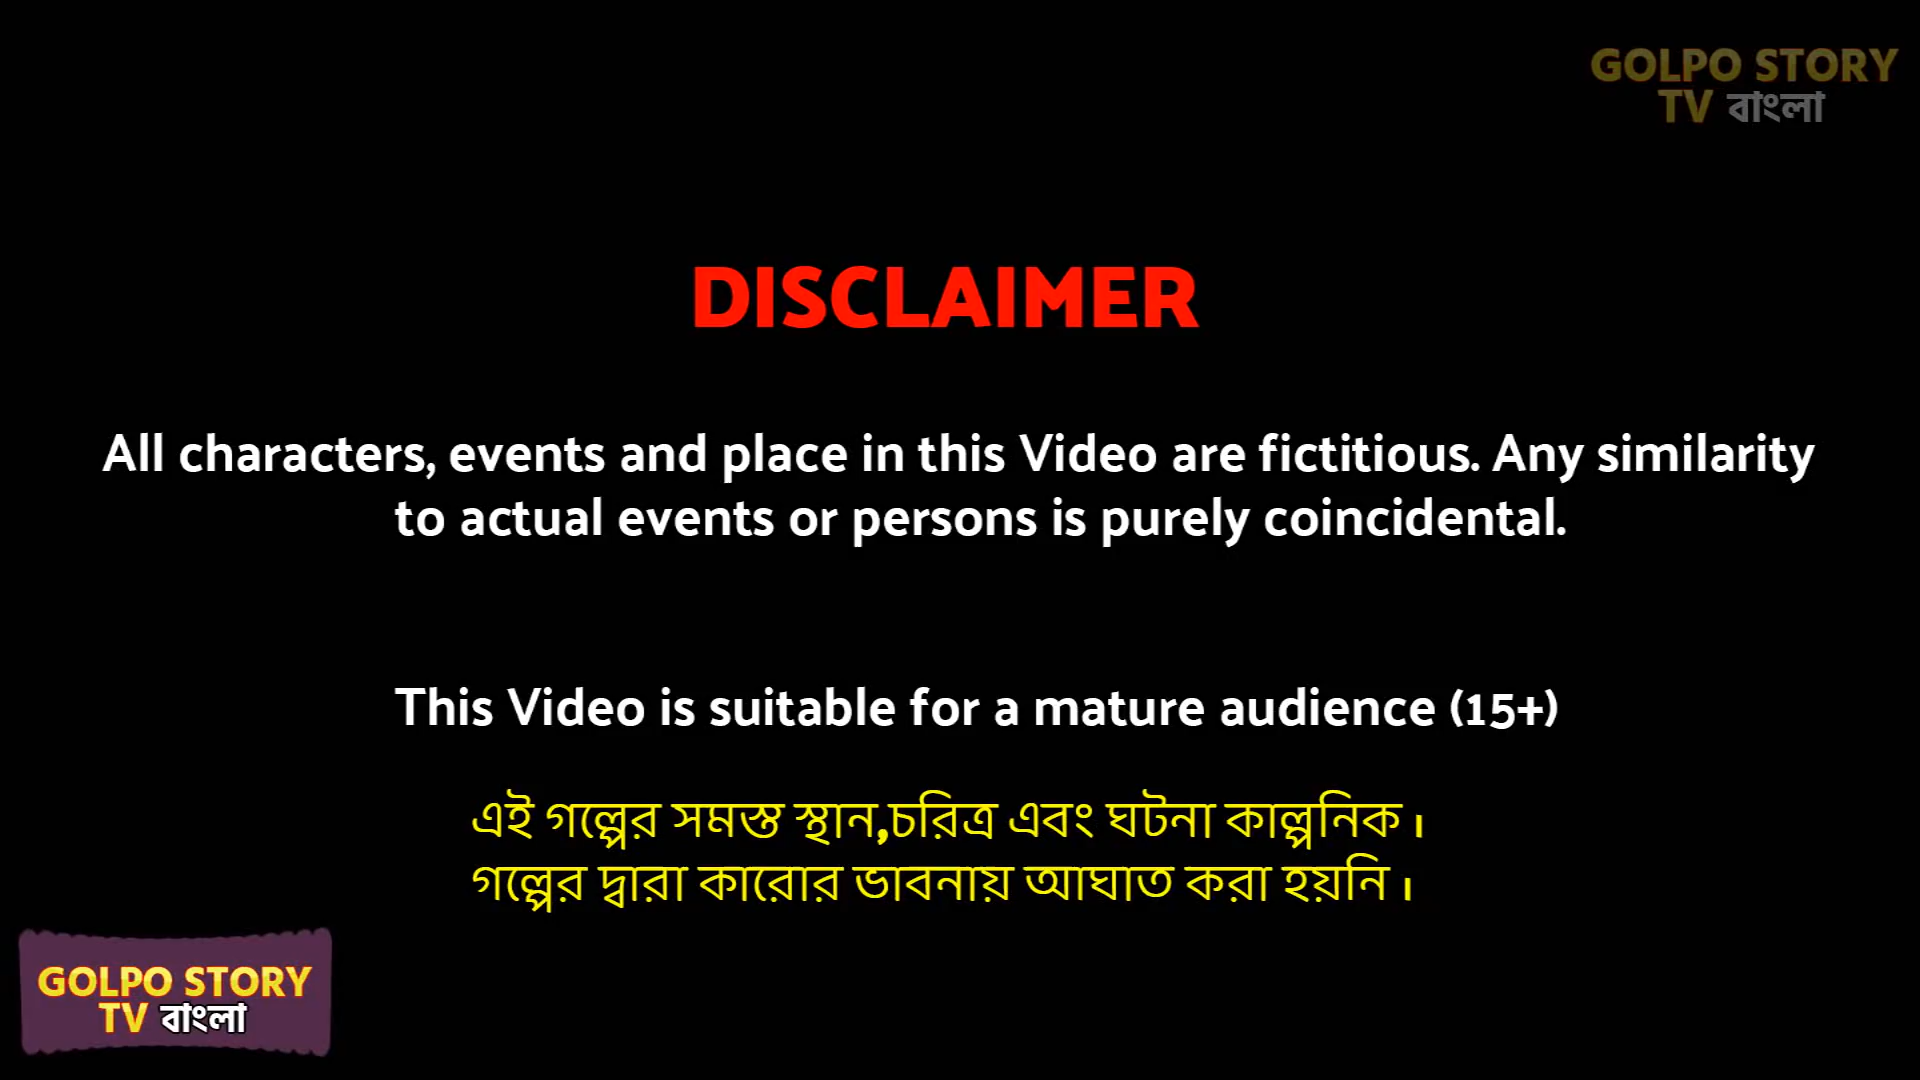 GOLPO STORY
TV বাংলা
DISCLAIMER
All characters, events and place in this Video are fictitious. Any similarity
to actual events or persons is purely coincidental.
This Video is suitable for a mature audience (15+)
এই গল্পের সমস্ত স্থান,চরিত্র এবং ঘটনা কাল্পনিক ।
গল্পের দ্বারা কারোর ভাবনায় আঘাত করা হয়নি ।
GOLPO STORY
TV বাংলা